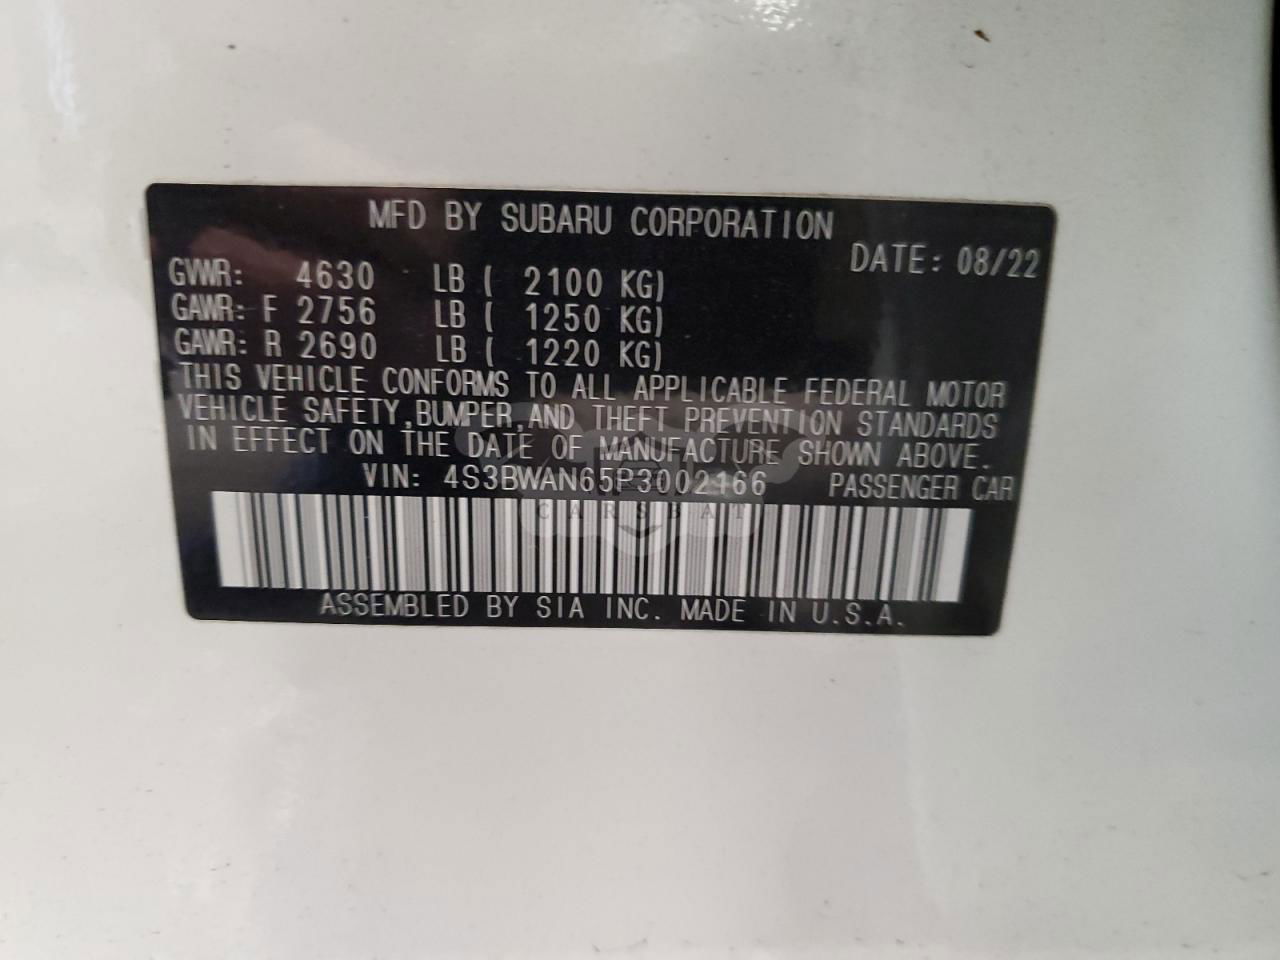 MFD BY SUBARU CORPORATION
DATE: 08/22
GVWR: 4630 LB ( 2100 KG)
GAWR: F 2756 LB ( 1250 KG)
GAWR: R 2690 LB ( 1220 KG)
THIS VEHICLE CONFORMS TO ALL APPLICABLE FEDERAL MOTOR
VEHICLE SAFETY,BUMPER,AND THEFT PREVENTION STANDARDS
IN EFFECT ON THE DATE OF MANUFACTURE SHOWN ABOVE.
VIN: 4S3BWAN65P3002166 PASSENGER CAR
CARSBAT
ASSEMBLED BY SIA INC. MADE IN U.S.A.